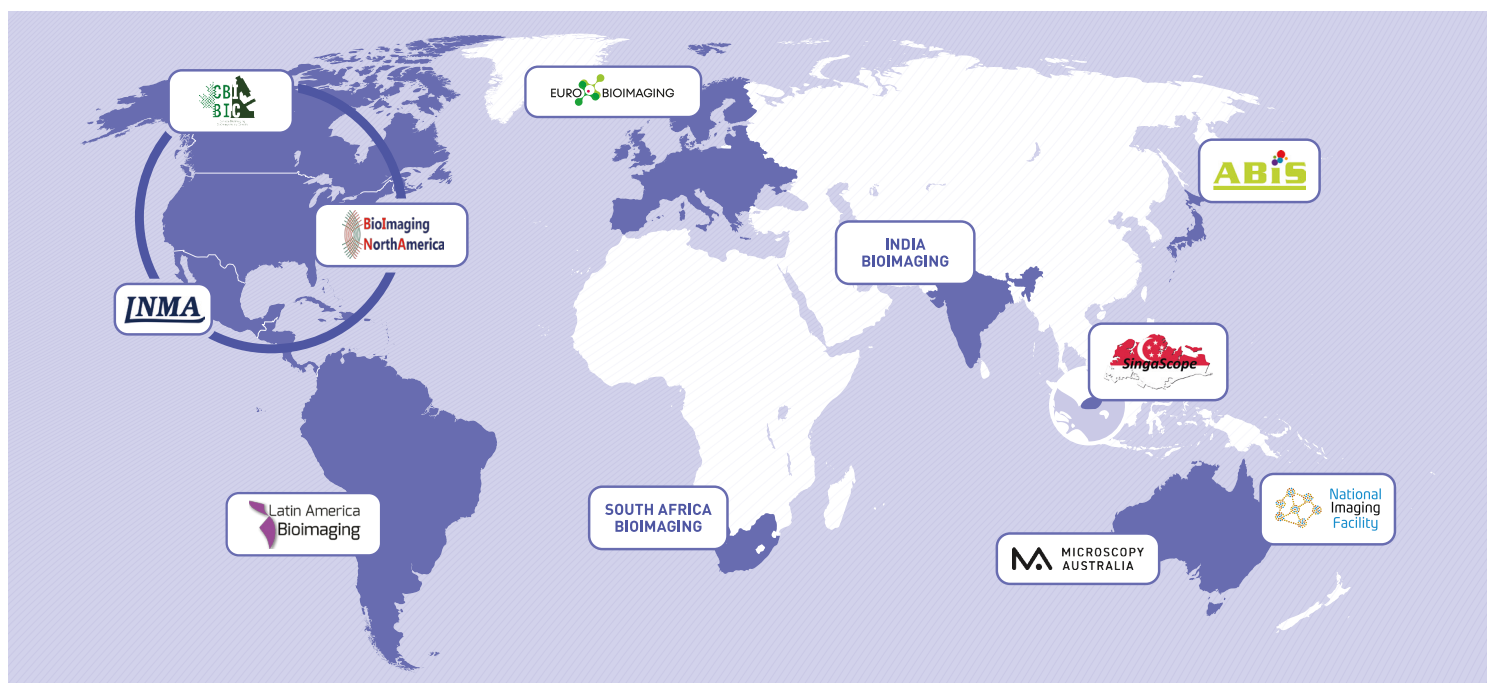 CBI
BIC
EURO BIOIMAGING
ABiS
BioImaging
NorthAmerica
INDIA
BIOIMAGING
LNMA
SingaScope
Latin America
Bioimaging
SOUTH AFRICA
BIOIMAGING
National
Imaging
Facility
MICROSCOPY
AUSTRALIA